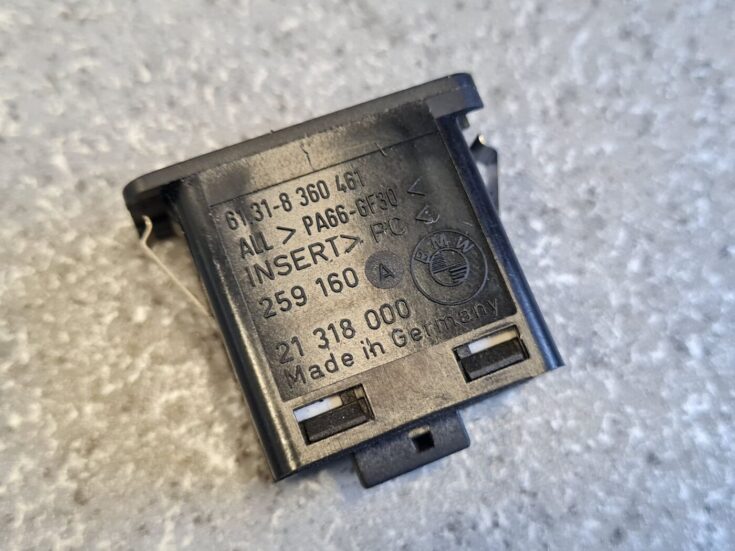 61.31-8 360 461
ALL > PA66-GF30 <
INSERT > PC <
259 160 A
BMW
21 318 000
Made in Germany